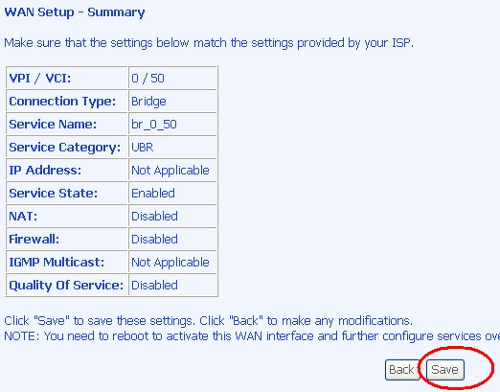 WAN Setup - Summary
Make sure that the settings below match the settings provided by your ISP.
VPI / VCI: 0 / 50
Connection Type: Bridge
Service Name: br_0_50
Service Category: UBR
IP Address: Not Applicable
Service State: Enabled
NAT: Disabled
Firewall: Disabled
IGMP Multicast: Not Applicable
Quality Of Service: Disabled
Click "Save" to save these settings. Click "Back" to make any modifications.
NOTE: You need to reboot to activate this WAN interface and further configure services ove
Back Save